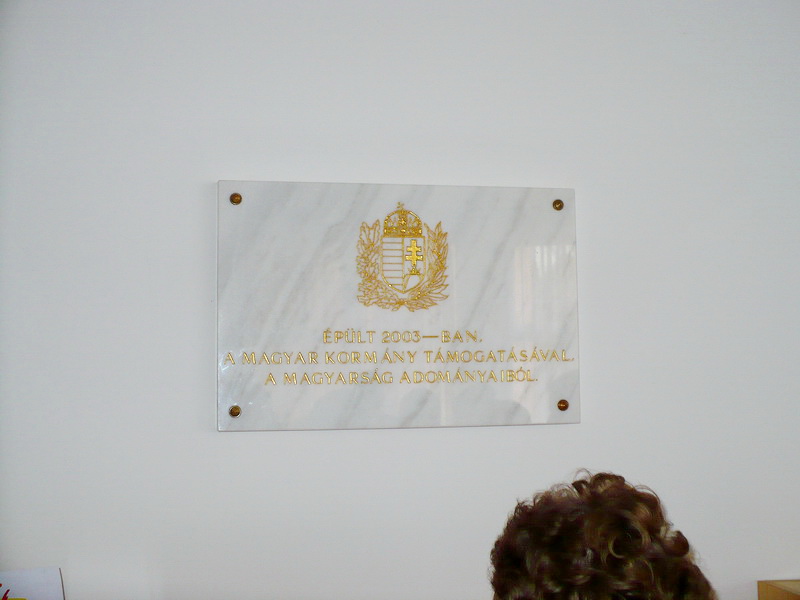 ÉPÜLT 2003—BAN.
A MAGYAR KORMÁNY TÁMOGATÁSÁVAL.
A MAGYARSÁG ADOMÁNYAIBÓL.